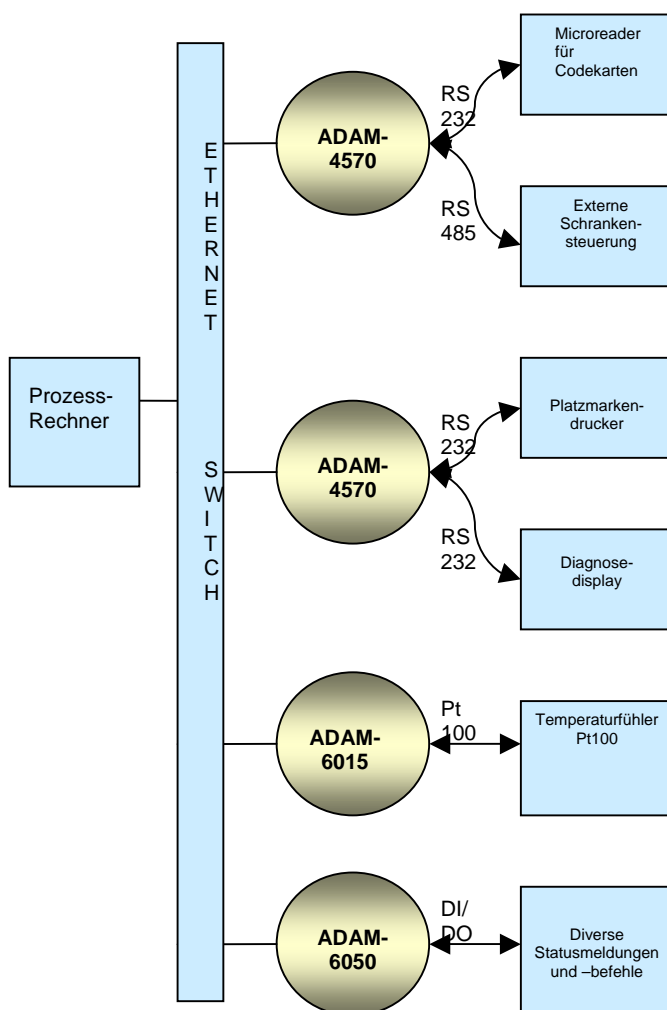 Microreader
für
Codekarten
RS
232
ADAM-
4570
RS
485
Externe
Schranken-
steuerung
ETHERNET
SWITCH
Prozess-
Rechner
RS
232
Platzmarken-
drucker
ADAM-
4570
RS
232
Diagnose-
display
Pt
100
Temperaturfühler
Pt100
ADAM-
6015
DI/
DO
Diverse
Statusmeldungen
und –befehle
ADAM-
6050